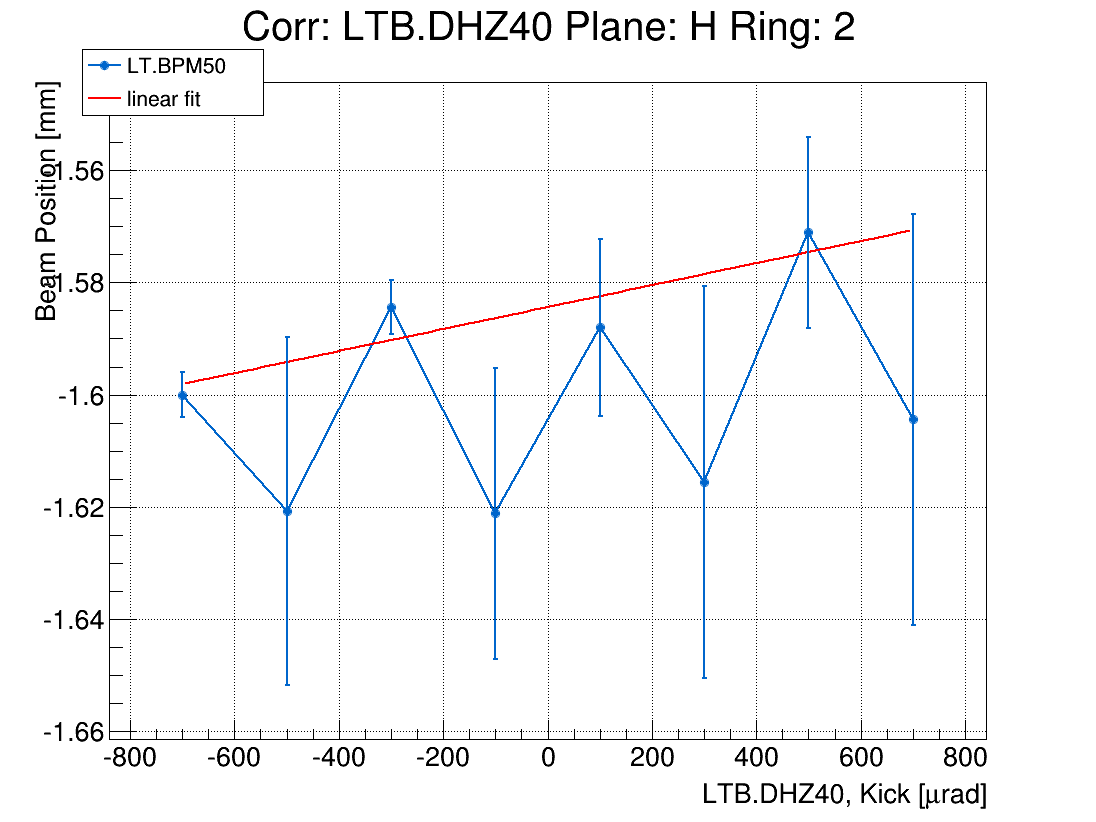 Corr: LTB.DHZ40 Plane: H Ring: 2
LT.BPM50
linear fit
Beam Position [mm]
-1.56
-1.58
-1.6
-1.62
-1.64
-1.66
-800 -600 -400 -200 0 200 400 600 800
LTB.DHZ40, Kick [μrad]